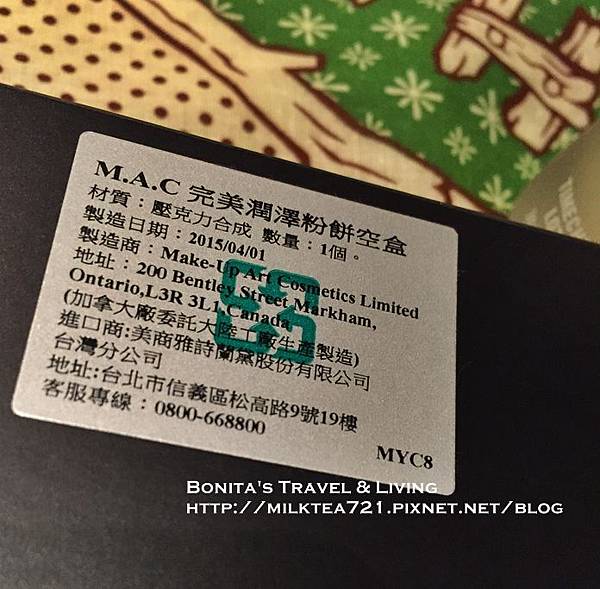 M.A.C 完美潤澤粉餅空盒
材質：壓克力合成 數量：1個。
製造日期：2015/04/01
製造商：Make-Up Art Cosmetics Limited
地址：200 Bentley Street Markham,
Ontario,L3R 3L1,Canada
(加拿大廠委託大陸工廠生產製造)
進口商:美商雅詩蘭黛股份有限公司
台灣分公司
地址:台北市信義區松高路9號19樓
客服專線：0800-668800
MYC8
BONITA'S TRAVEL & LIVING
HTTP://MILKTEA721.PIXNET.NET/BLOG